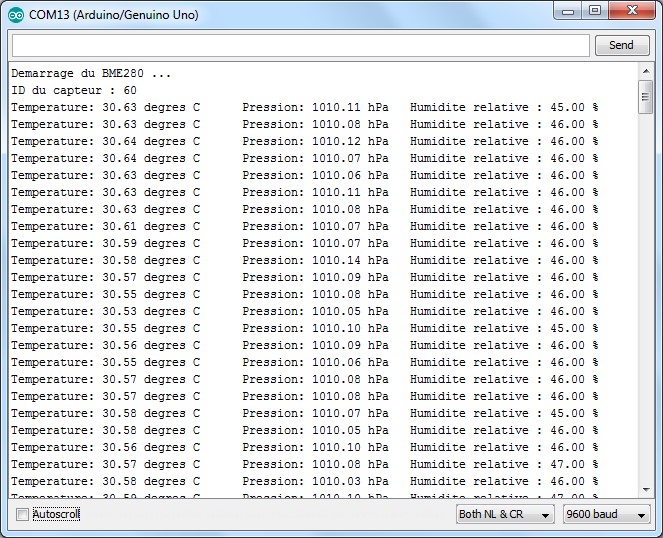 COM13 (Arduino/Genuino Uno)
Send
Demarrage du BME280 ...
ID du capteur : 60
Temperature: 30.63 degres C Pression: 1010.11 hPa Humidite relative : 45.00 %
Temperature: 30.63 degres C Pression: 1010.08 hPa Humidite relative : 46.00 %
Temperature: 30.64 degres C Pression: 1010.12 hPa Humidite relative : 46.00 %
Temperature: 30.64 degres C Pression: 1010.07 hPa Humidite relative : 46.00 %
Temperature: 30.63 degres C Pression: 1010.06 hPa Humidite relative : 46.00 %
Temperature: 30.63 degres C Pression: 1010.11 hPa Humidite relative : 46.00 %
Temperature: 30.63 degres C Pression: 1010.08 hPa Humidite relative : 46.00 %
Temperature: 30.61 degres C Pression: 1010.07 hPa Humidite relative : 46.00 %
Temperature: 30.59 degres C Pression: 1010.07 hPa Humidite relative : 46.00 %
Temperature: 30.58 degres C Pression: 1010.14 hPa Humidite relative : 46.00 %
Temperature: 30.57 degres C Pression: 1010.09 hPa Humidite relative : 46.00 %
Temperature: 30.55 degres C Pression: 1010.08 hPa Humidite relative : 46.00 %
Temperature: 30.53 degres C Pression: 1010.05 hPa Humidite relative : 46.00 %
Temperature: 30.55 degres C Pression: 1010.10 hPa Humidite relative : 45.00 %
Temperature: 30.56 degres C Pression: 1010.09 hPa Humidite relative : 46.00 %
Temperature: 30.55 degres C Pression: 1010.06 hPa Humidite relative : 46.00 %
Temperature: 30.57 degres C Pression: 1010.08 hPa Humidite relative : 46.00 %
Temperature: 30.57 degres C Pression: 1010.08 hPa Humidite relative : 46.00 %
Temperature: 30.58 degres C Pression: 1010.07 hPa Humidite relative : 45.00 %
Temperature: 30.58 degres C Pression: 1010.05 hPa Humidite relative : 46.00 %
Temperature: 30.56 degres C Pression: 1010.10 hPa Humidite relative : 46.00 %
Temperature: 30.57 degres C Pression: 1010.08 hPa Humidite relative : 47.00 %
Temperature: 30.58 degres C Pression: 1010.03 hPa Humidite relative : 46.00 %
Temperature: 30.59 degres C Pression: 1010.10 hPa Humidite relative : 47.00 %
Autoscroll Both NL & CR 9600 baud